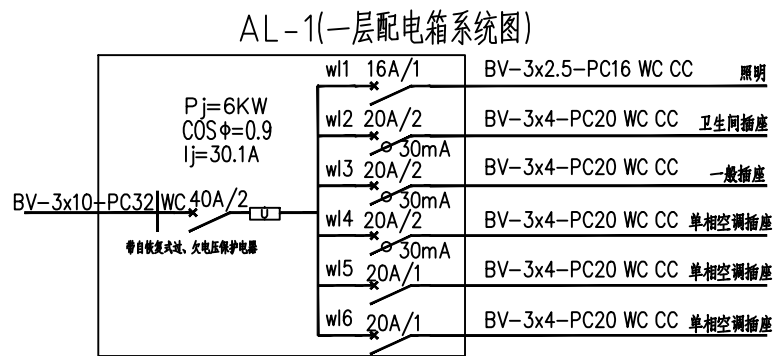 AL-1(一层配电箱系统图)
wl1 16A/1 BV-3x2.5-PC16 WC CC 照明
Pj=6KW
COSφ=0.9
Ij=30.1A
wl2 20A/2 BV-3x4-PC20 WC CC 卫生间插座
30mA
wl3 20A/2 BV-3x4-PC20 WC CC 一般插座
30mA
BV-3x10-PC32 WC 40A/2 U
带自恢复式过、欠电压保护电器
wl4 20A/2 BV-3x4-PC20 WC CC 单相空调插座
30mA
wl5 20A/1 BV-3x4-PC20 WC CC 单相空调插座
wl6 20A/1 BV-3x4-PC20 WC CC 单相空调插座